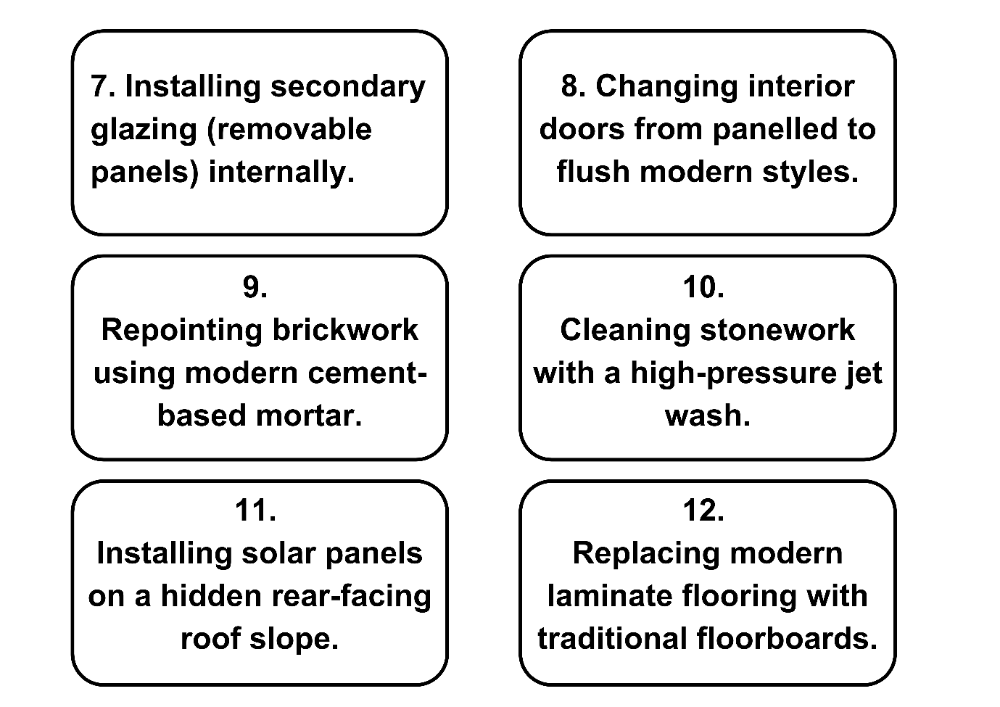 7. Installing secondary
glazing (removable
panels) internally.
8. Changing interior
doors from panelled to
flush modern styles.
9.
Repointing brickwork
using modern cement-
based mortar.
10.
Cleaning stonework
with a high-pressure jet
wash.
11.
Installing solar panels
on a hidden rear-facing
roof slope.
12.
Replacing modern
laminate flooring with
traditional floorboards.